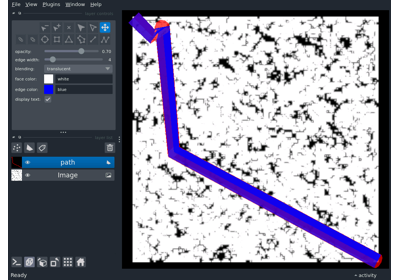 File View Plugins Window Help
opacity: 0.70
edge width: 4
blending: translucent
face color: white
edge color: blue
display text: ✓
path
Image
Ready
activity